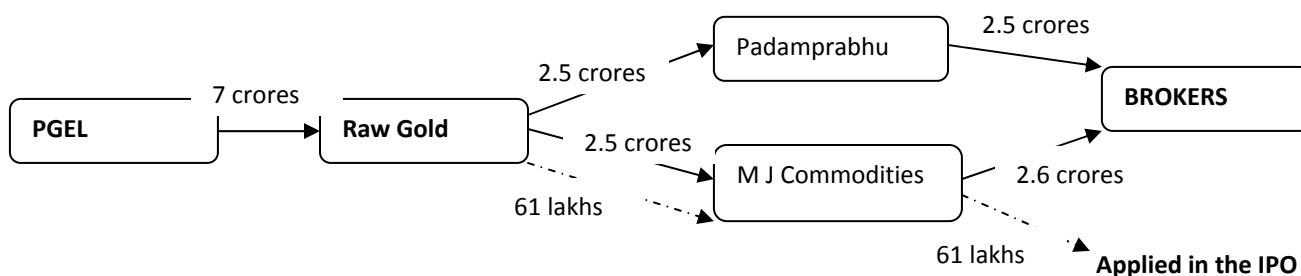 2.5 crores
Padamprabhu
2.5 crores
7 crores
BROKERS
PGEL
Raw Gold
2.5 crores
M J Commodities
2.6 crores
61 lakhs
61 lakhs
Applied in the IPO